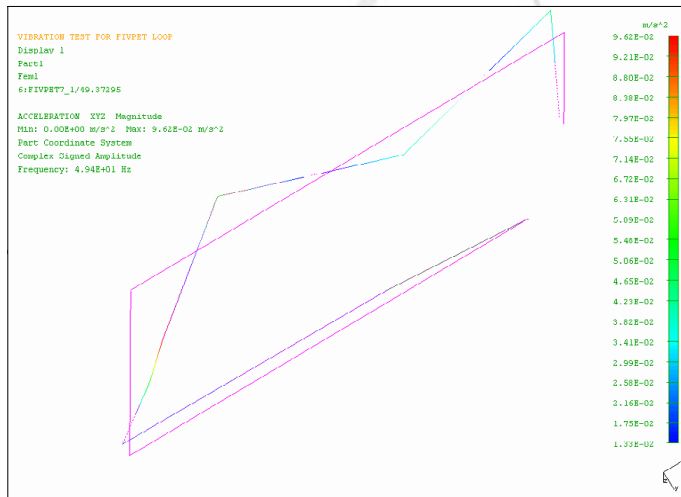 VIBRATION TEST FOR FIVPET LOOP
Display 1
Part1
Fem1
6:FIVPET7_1/49.37295
ACCELERATION  XYZ  Magnitude
Min: 0.00E+00 m/s^2  Max: 9.62E-02 m/s^2
Part Coordinate System
Complex Signed Amplitude
Frequency: 4.94E+01 Hz
m/s^2
9.62E-02
9.21E-02
8.80E-02
8.38E-02
7.97E-02
7.55E-02
7.14E-02
6.72E-02
6.31E-02
5.09E-02
5.48E-02
5.06E-02
4.65E-02
4.23E-02
3.82E-02
3.41E-02
2.99E-02
2.58E-02
2.16E-02
1.75E-02
1.33E-02